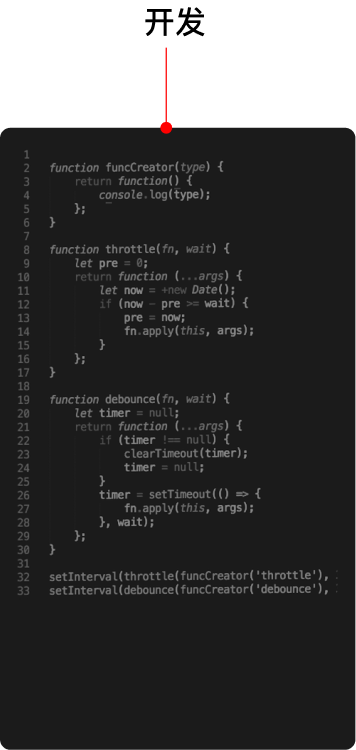 开发
1
2 function funcCreator(type) {
3 return function() {
4 console.log(type);
5 };
6 }
7
8 function throttle(fn, wait) {
9 let pre = 0;
10 return function (...args) {
11 let now = +new Date();
12 if (now - pre >= wait) {
13 pre = now;
14 fn.apply(this, args);
15 }
16 };
17 }
18
19 function debounce(fn, wait) {
20 let timer = null;
21 return function (...args) {
22 if (timer !== null) {
23 clearTimeout(timer);
24 timer = null;
25 }
26 timer = setTimeout(() => {
27 fn.apply(this, args);
28 }, wait);
29 };
30 }
31
32 setInterval(throttle(funcCreator('throttle'),
33 setInterval(debounce(funcCreator('debounce'),